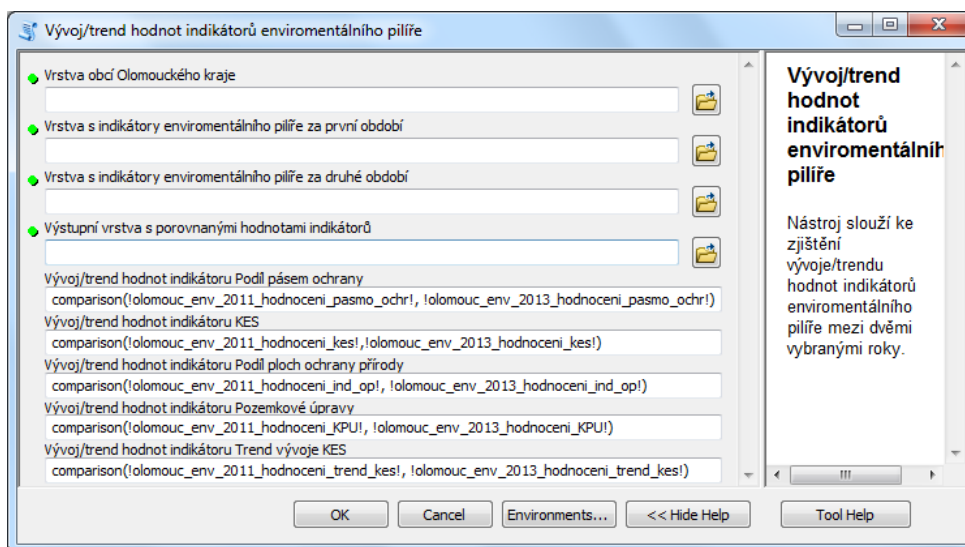 Vývoj/trend hodnot indikátorů enviromentálního pilíře
Vrstva obcí Olomouckého kraje
Vrstva s indikátory enviromentálního pilíře za první období
Vrstva s indikátory enviromentálního pilíře za druhé období
Výstupní vrstva s porovnanými hodnotami indikátorů
Vývoj/trend hodnot indikátoru Podíl pásem ochrany
comparison(!olomouc_env_2011_hodnoceni_pasmo_ochr!, !olomouc_env_2013_hodnoceni_pasmo_ochr!)
Vývoj/trend hodnot indikátoru KES
comparison(!olomouc_env_2011_hodnoceni_kes!,!olomouc_env_2013_hodnoceni_kes!)
Vývoj/trend hodnot indikátoru Podíl ploch ochrany přírody
comparison(!olomouc_env_2011_hodnoceni_ind_op!, !olomouc_env_2013_hodnoceni_ind_op!)
Vývoj/trend hodnot indikátoru Pozemkové úpravy
comparison(!olomouc_env_2011_hodnoceni_KPU!, !olomouc_env_2013_hodnoceni_KPU!)
Vývoj/trend hodnot indikátoru Trend vývoje KES
comparison(!olomouc_env_2011_hodnoceni_trend_kes!, !olomouc_env_2013_hodnoceni_trend_kes!)
Vývoj/trend
hodnot
indikátorů
enviromentálníh
pilíře
Nástroj slouží ke
zjištění
vývoje/trendu
hodnot indikátorů
enviromentálního
pilíře mezi dvěmi
vybranými roky.
OK
Cancel
Environments...
<< Hide Help
Tool Help